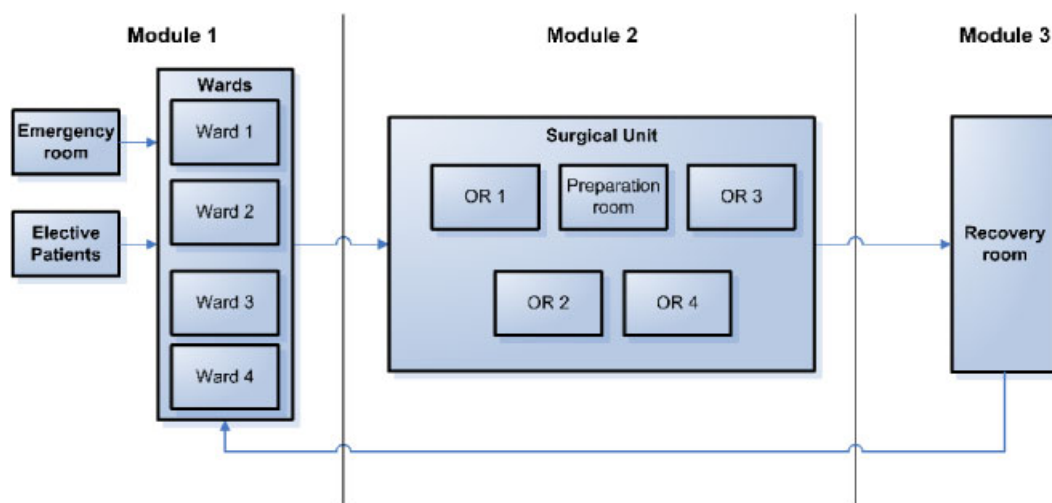 Module 1
Module 2
Module 3
Wards
Ward 1
Ward 2
Ward 3
Ward 4
Emergency
room
Elective
Patients
Surgical Unit
OR 1
Preparation
room
OR 3
OR 2
OR 4
Recovery
room